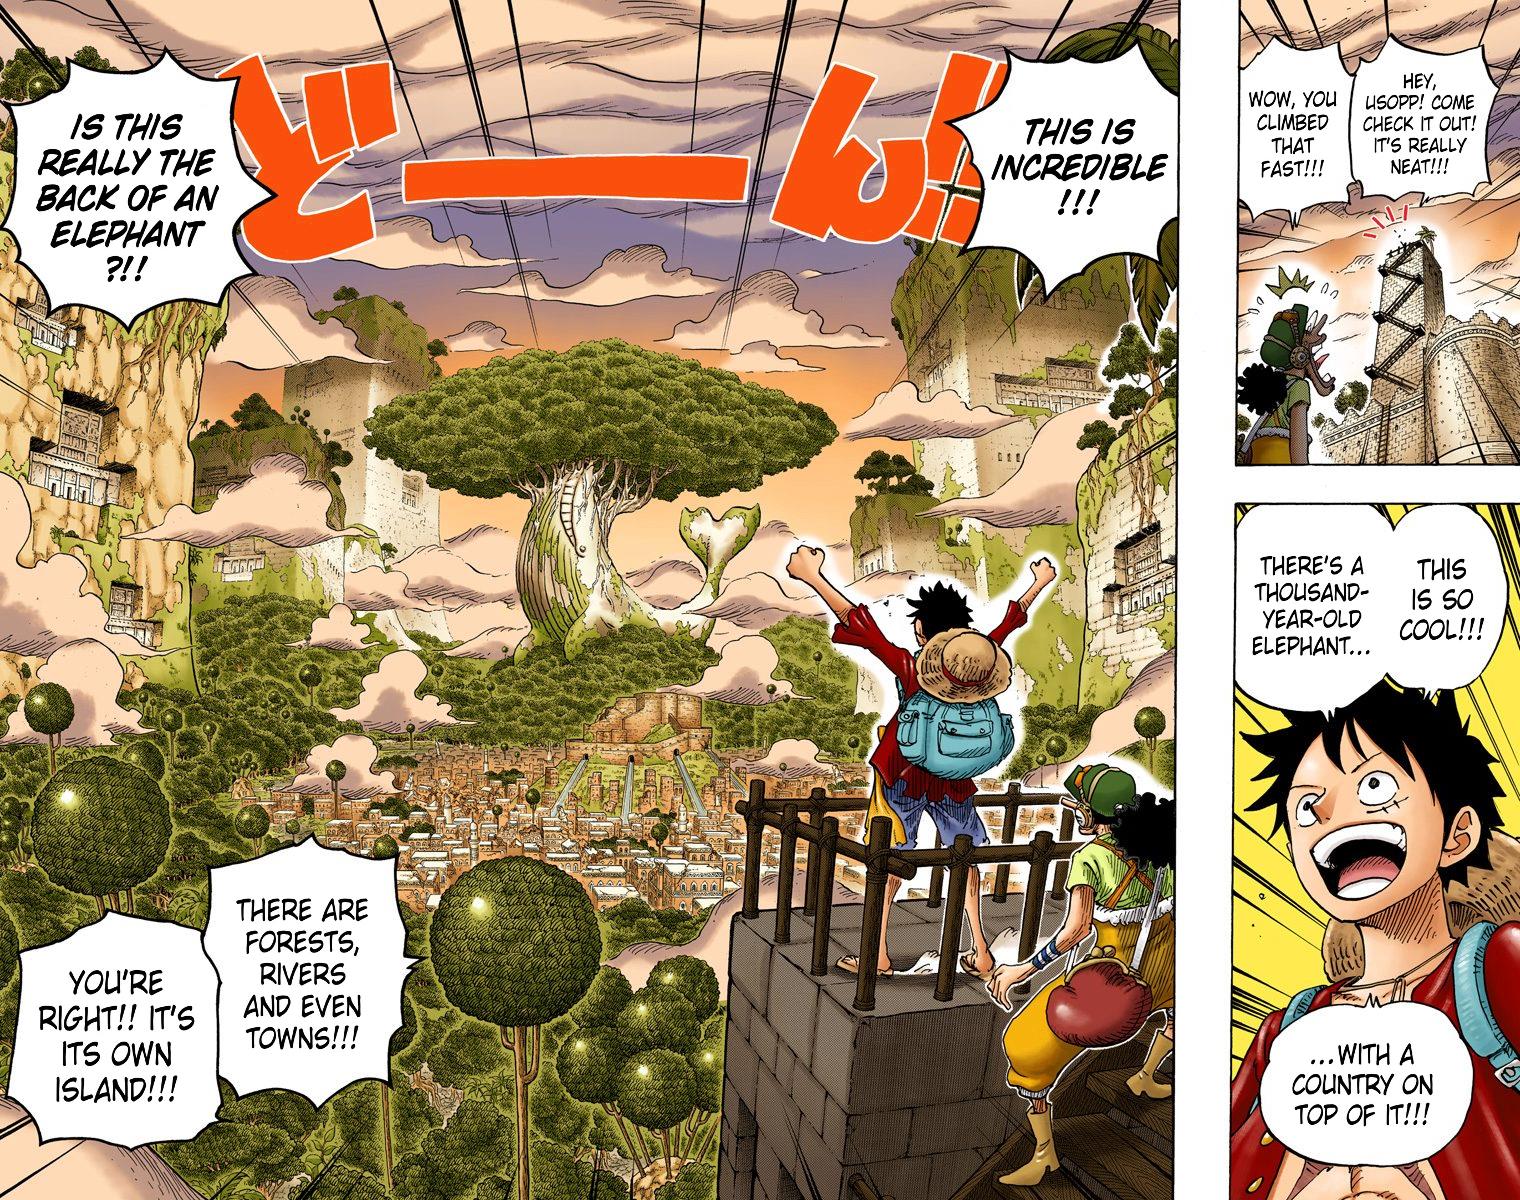 HEY,
USOPP! COME
CHECK IT OUT!
IT'S REALLY
NEAT!!!
WOW, YOU
CLIMBED
THAT
FAST!!!
THIS
IS SO
COOL!!!
THERE'S A
THOUSAND-
YEAR-OLD
ELEPHANT...
...WITH A
COUNTRY ON
TOP OF IT!!!
THIS IS
INCREDIBLE
!!!
どーん!!
IS THIS
REALLY THE
BACK OF AN
ELEPHANT
?!!
THERE ARE
FORESTS,
RIVERS
AND EVEN
TOWNS!!!
YOU'RE
RIGHT!! IT'S
ITS OWN
ISLAND!!!